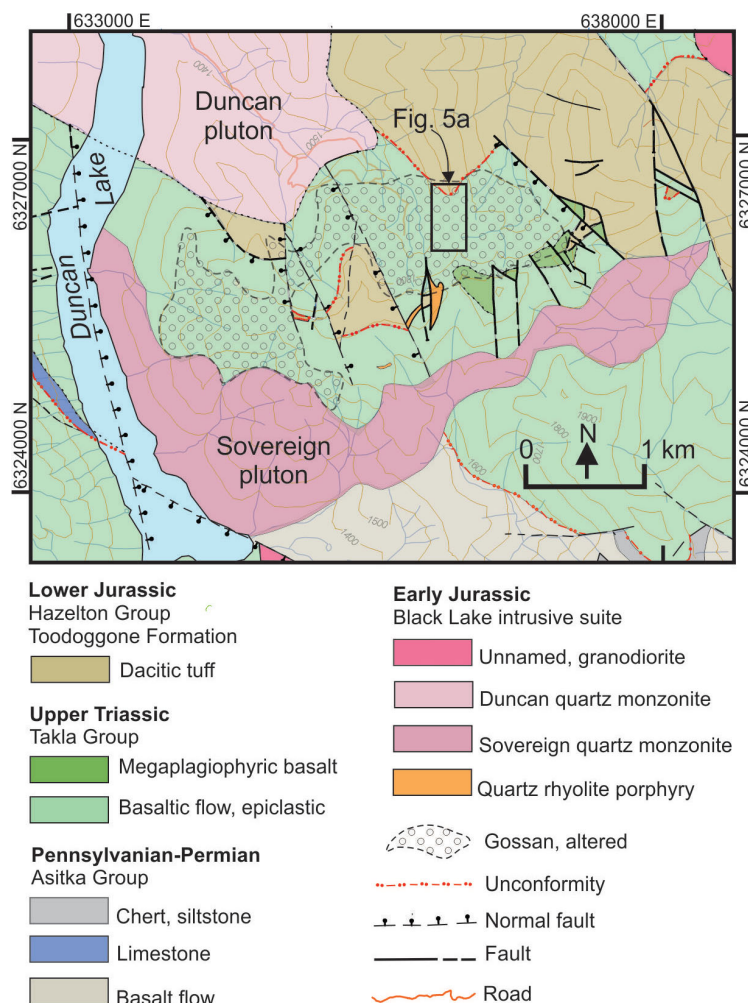 633000 E
638000 E
6327000 N
6327000 N
6324000 N
6324000 N
Duncan
pluton
Fig. 5a
Duncan Lake
Sovereign
pluton
1400
1500
1900
1800
1700
1600
1500
1400
N
0 1 km
Lower Jurassic
Hazelton Group
Toodoggone Formation
Dacitic tuff
Upper Triassic
Takla Group
Megaplagiophyric basalt
Basaltic flow, epiclastic
Pennsylvanian-Permian
Asitka Group
Chert, siltstone
Limestone
Basalt flow
Early Jurassic
Black Lake intrusive suite
Unnamed, granodiorite
Duncan quartz monzonite
Sovereign quartz monzonite
Quartz rhyolite porphyry
Gossan, altered
Unconformity
Normal fault
Fault
Road